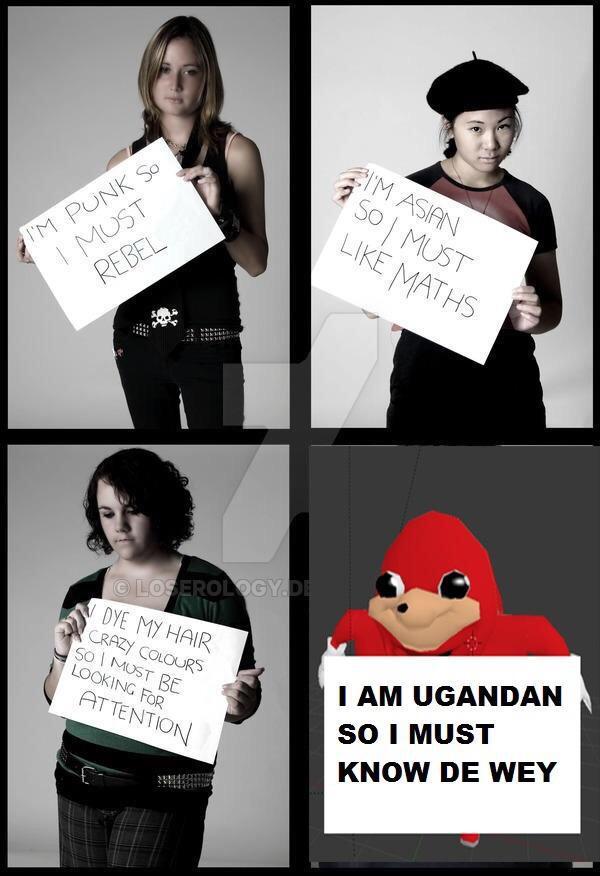 I'M PUNK SO
I MUST
REBEL
I'M ASIAN
SO I MUST
LIKE MATHS
© LOSEROLOGY.DE
I DYE MY HAIR
CRAZY COLOURS
SO I MUST BE
LOOKING FOR
ATTENTION
I AM UGANDAN
SO I MUST
KNOW DE WEY